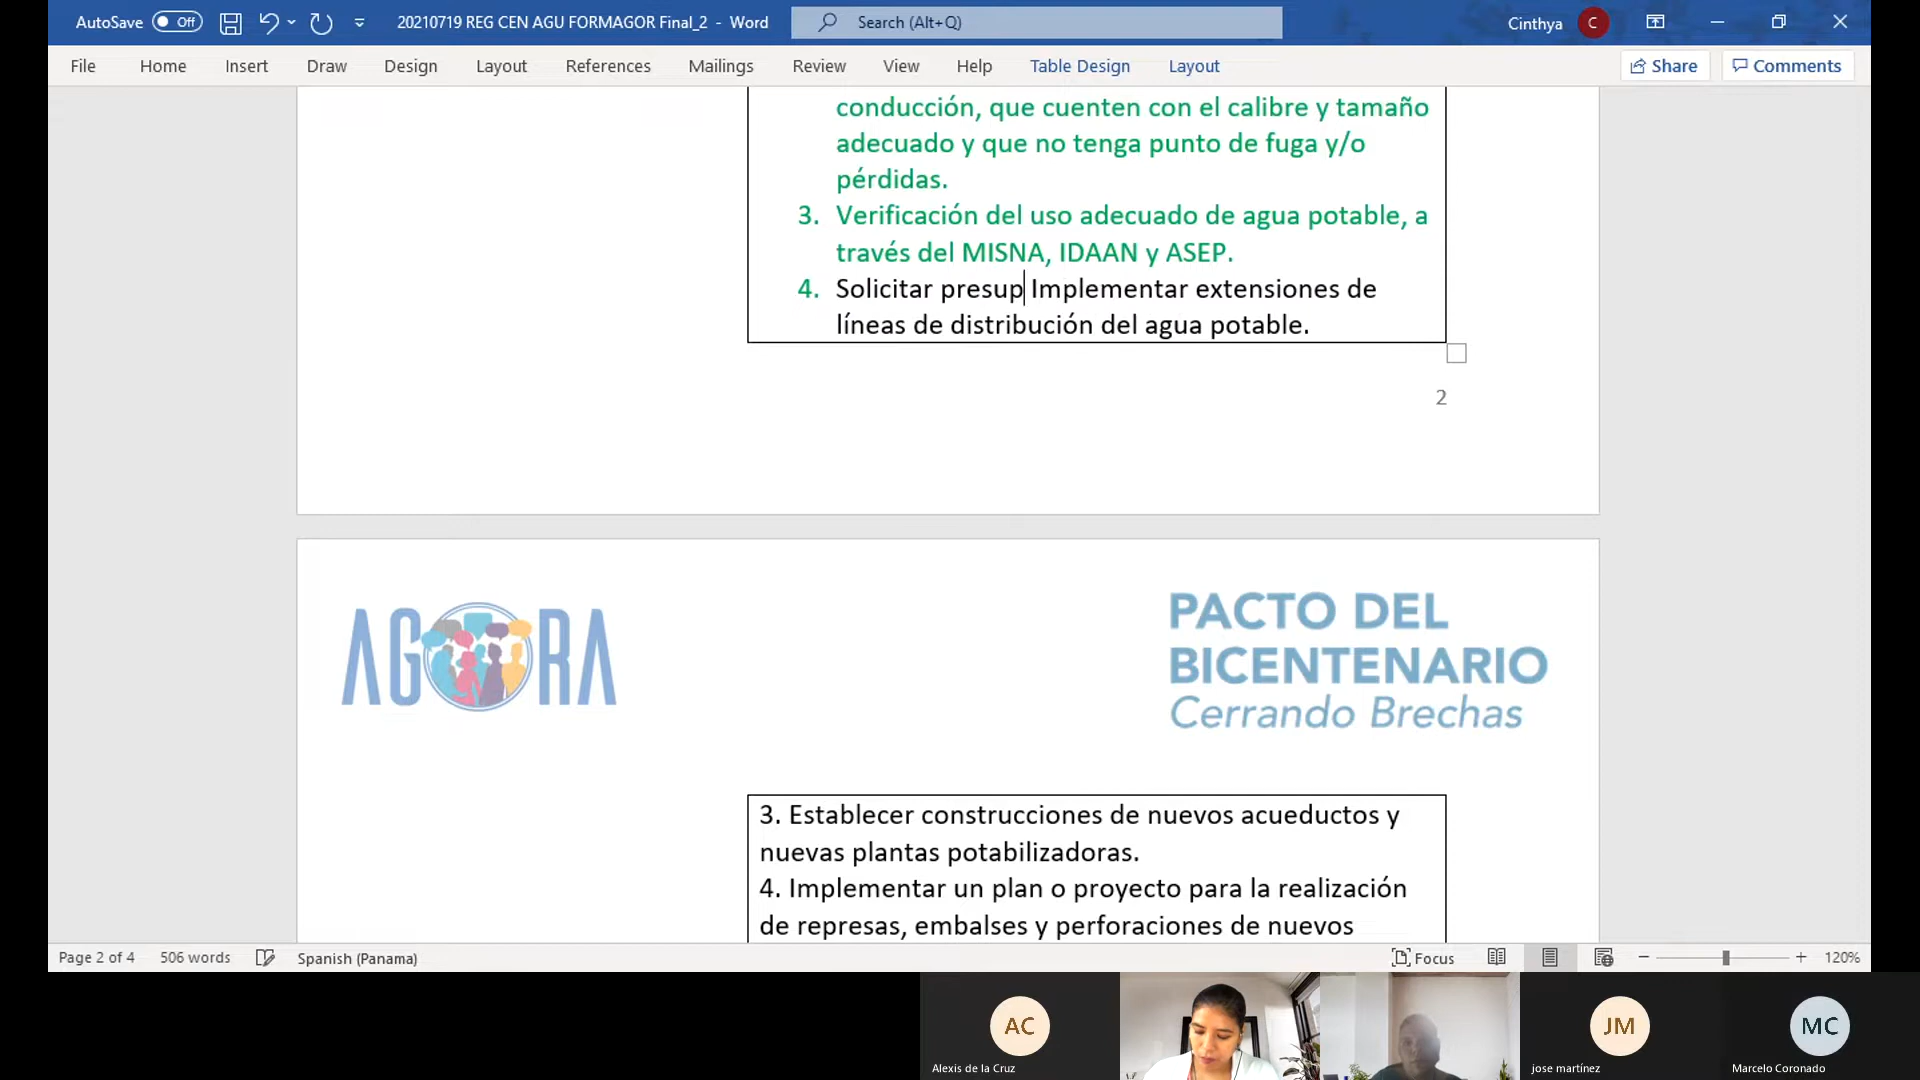 AutoSave Off 20210719 REG CEN AGU FORMAGOR Final_2 - Word Search (Alt+Q) Cinthya C
File Home Insert Draw Design Layout References Mailings Review View Help Table Design Layout Share Comments
conducción, que cuenten con el calibre y tamaño
adecuado y que no tenga punto de fuga y/o
pérdidas.
3. Verificación del uso adecuado de agua potable, a
través del MISNA, IDAAN y ASEP.
4. Solicitar presup Implementar extensiones de
líneas de distribución del agua potable.
2
AGORA
PACTO DEL
BICENTENARIO
Cerrando Brechas
3. Establecer construcciones de nuevos acueductos y
nuevas plantas potabilizadoras.
4. Implementar un plan o proyecto para la realización
de represas, embalses y perforaciones de nuevos
Page 2 of 4 506 words Spanish (Panama) Focus 120%
AC JM MC
Alexis de la Cruz jose martínez Marcelo Coronado